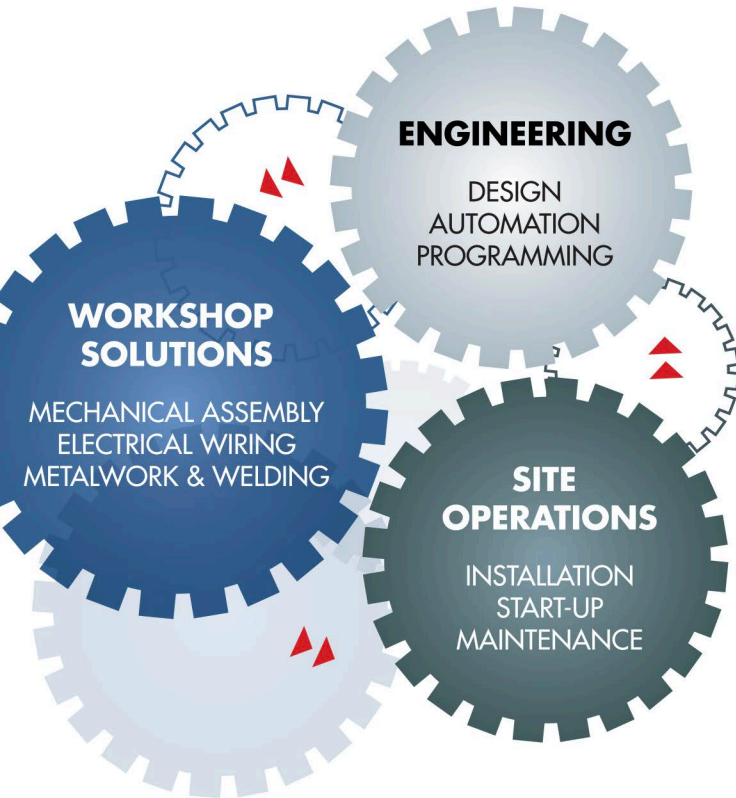 ENGINEERING
DESIGN
AUTOMATION
PROGRAMMING
WORKSHOP
SOLUTIONS
MECHANICAL ASSEMBLY
ELECTRICAL WIRING
METALWORK & WELDING
SITE
OPERATIONS
INSTALLATION
START-UP
MAINTENANCE